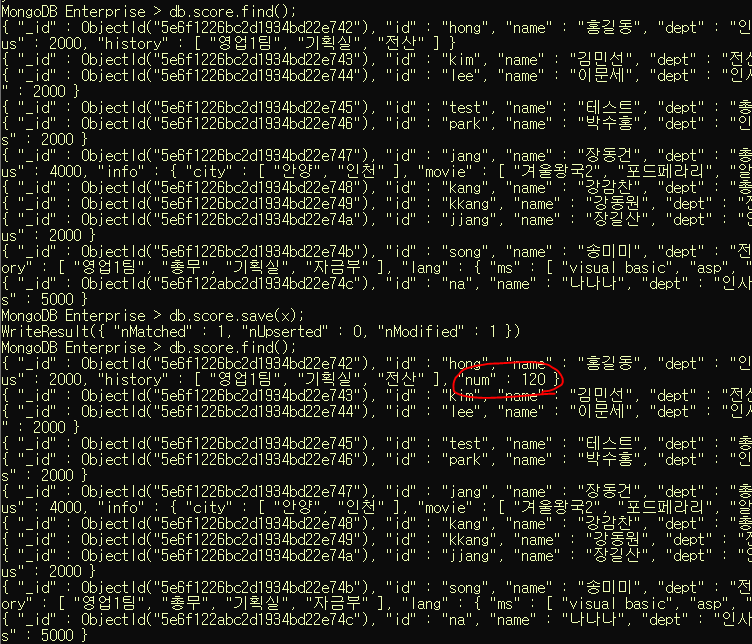 MongoDB Enterprise > db.score.find();
{ "_id" : ObjectId("5e6f1226bc2d1934bd22e742"), "id" : "hong", "name" : "홍길동", "dept" : "인
us" : 2000, "history" : [ "영업1팀", "기획실", "전산" ] }
{ "_id" : ObjectId("5e6f1226bc2d1934bd22e743"), "id" : "kim", "name" : "김민선", "dept" : "전산
{ "_id" : ObjectId("5e6f1226bc2d1934bd22e744"), "id" : "lee", "name" : "이문세", "dept" : "인사
" : 2000 }
{ "_id" : ObjectId("5e6f1226bc2d1934bd22e745"), "id" : "test", "name" : "테스트", "dept" : "총
{ "_id" : ObjectId("5e6f1226bc2d1934bd22e746"), "id" : "park", "name" : "박수홍", "dept" : "인
s" : 2000 }
{ "_id" : ObjectId("5e6f1226bc2d1934bd22e747"), "id" : "jang", "name" : "장동건", "dept" : "총
us" : 4000, "info" : { "city" : [ "안양", "인천" ], "movie" : [ "겨울왕국2", "포드페라리", "알
{ "_id" : ObjectId("5e6f1226bc2d1934bd22e748"), "id" : "kang", "name" : "강감찬", "dept" : "총
{ "_id" : ObjectId("5e6f1226bc2d1934bd22e749"), "id" : "kkang", "name" : "강동원", "dept" : "총
{ "_id" : ObjectId("5e6f1226bc2d1934bd22e74a"), "id" : "jjang", "name" : "장길산", "dept" : "인
us" : 2000 }
{ "_id" : ObjectId("5e6f1226bc2d1934bd22e74b"), "id" : "song", "name" : "송미미", "dept" : "전
ory" : [ "영업1팀", "총무", "기획실", "자금부" ], "lang" : { "ms" : [ "visual basic", "asp", "
{ "_id" : ObjectId("5e6f122abc2d1934bd22e74c"), "id" : "na", "name" : "나나나", "dept" : "인사
s" : 5000 }
MongoDB Enterprise > db.score.save(x);
WriteResult({ "nMatched" : 1, "nUpserted" : 0, "nModified" : 1 })
MongoDB Enterprise > db.score.find();
{ "_id" : ObjectId("5e6f1226bc2d1934bd22e742"), "id" : "hong", "name" : "홍길동", "dept" : "인
us" : 2000, "history" : [ "영업1팀", "기획실", "전산" ], "num" : 120 }
{ "_id" : ObjectId("5e6f1226bc2d1934bd22e743"), "id" : "kim", "name" : "김민선", "dept" : "전산
{ "_id" : ObjectId("5e6f1226bc2d1934bd22e744"), "id" : "lee", "name" : "이문세", "dept" : "인사
" : 2000 }
{ "_id" : ObjectId("5e6f1226bc2d1934bd22e745"), "id" : "test", "name" : "테스트", "dept" : "총
{ "_id" : ObjectId("5e6f1226bc2d1934bd22e746"), "id" : "park", "name" : "박수홍", "dept" : "인
s" : 2000 }
{ "_id" : ObjectId("5e6f1226bc2d1934bd22e747"), "id" : "jang", "name" : "장동건", "dept" : "총
us" : 4000, "info" : { "city" : [ "안양", "인천" ], "movie" : [ "겨울왕국2", "포드페라리", "알
{ "_id" : ObjectId("5e6f1226bc2d1934bd22e748"), "id" : "kang", "name" : "강감찬", "dept" : "총
{ "_id" : ObjectId("5e6f1226bc2d1934bd22e749"), "id" : "kkang", "name" : "강동원", "dept" : "총
{ "_id" : ObjectId("5e6f1226bc2d1934bd22e74a"), "id" : "jjang", "name" : "장길산", "dept" : "인
us" : 2000 }
{ "_id" : ObjectId("5e6f1226bc2d1934bd22e74b"), "id" : "song", "name" : "송미미", "dept" : "전
ory" : [ "영업1팀", "총무", "기획실", "자금부" ], "lang" : { "ms" : [ "visual basic", "asp", "
{ "_id" : ObjectId("5e6f122abc2d1934bd22e74c"), "id" : "na", "name" : "나나나", "dept" : "인사
s" : 5000 }